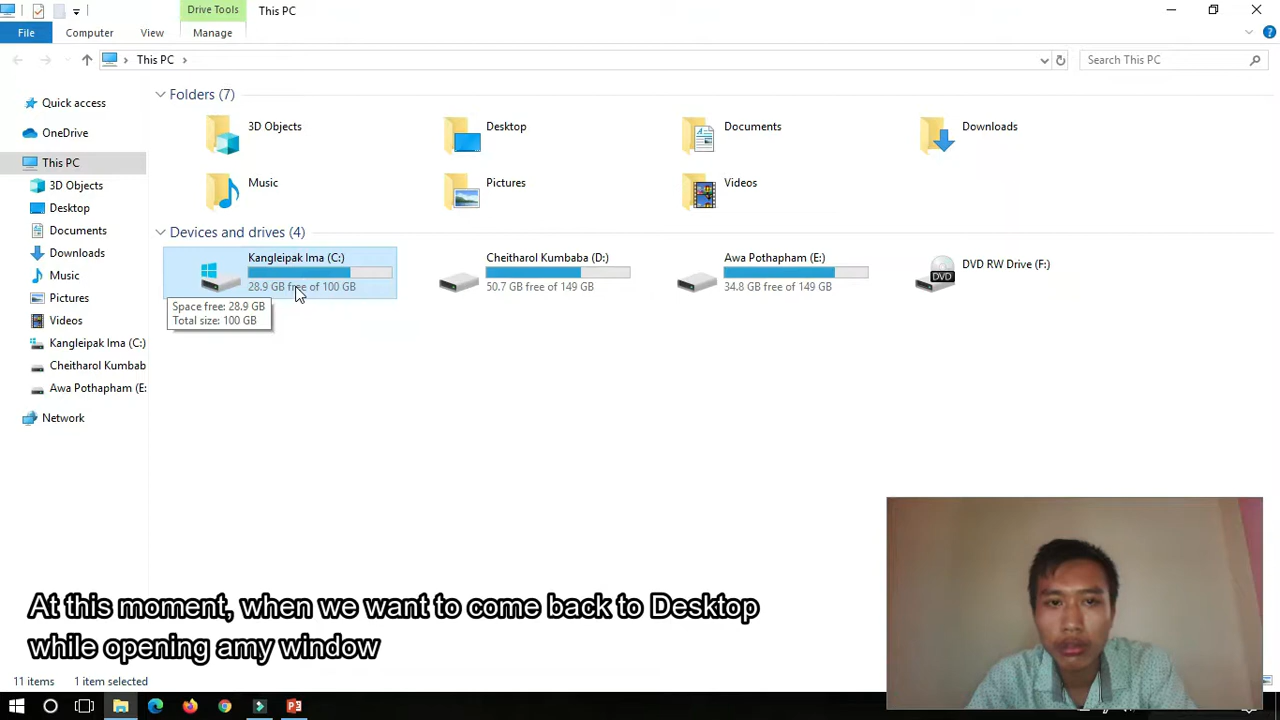 Drive Tools
This PC
File
Computer
View
Manage
This PC
Search This PC
Quick access
OneDrive
This PC
3D Objects
Desktop
Documents
Downloads
Music
Pictures
Videos
Kangleipak Ima (C:)
Cheitharol Kumbab
Awa Pothapham (E:
Network
Folders (7)
3D Objects
Desktop
Documents
Downloads
Music
Pictures
Videos
Devices and drives (4)
Kangleipak Ima (C:)
28.9 GB free of 100 GB
Cheitharol Kumbaba (D:)
50.7 GB free of 149 GB
Awa Pothapham (E:)
34.8 GB free of 149 GB
DVD
DVD RW Drive (F:)
Space free: 28.9 GB
Total size: 100 GB
At this moment, when we want to come back to Desktop
while opening amy window
11 items
1 item selected